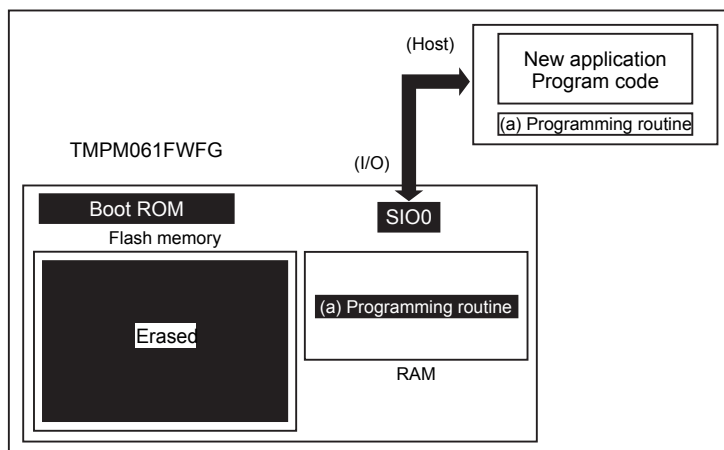 (Host)
New application
Program code
(a) Programming routine
TMPM061FWFG
(I/O)
Boot ROM
SIO0
Flash memory
(a) Programming routine
Erased
RAM